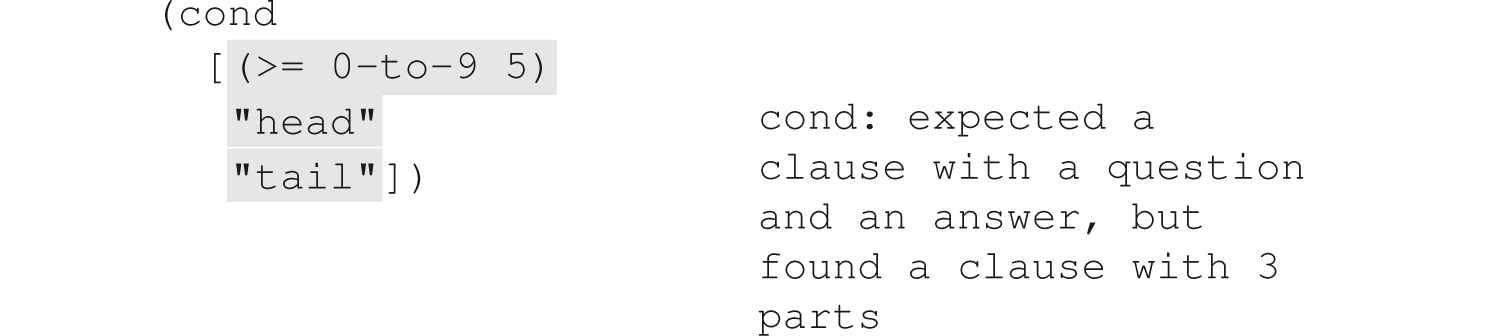 (cond
[(>= 0-to-9 5)
"head"
"tail"])
cond: expected a
clause with a question
and an answer, but
found a clause with 3
parts